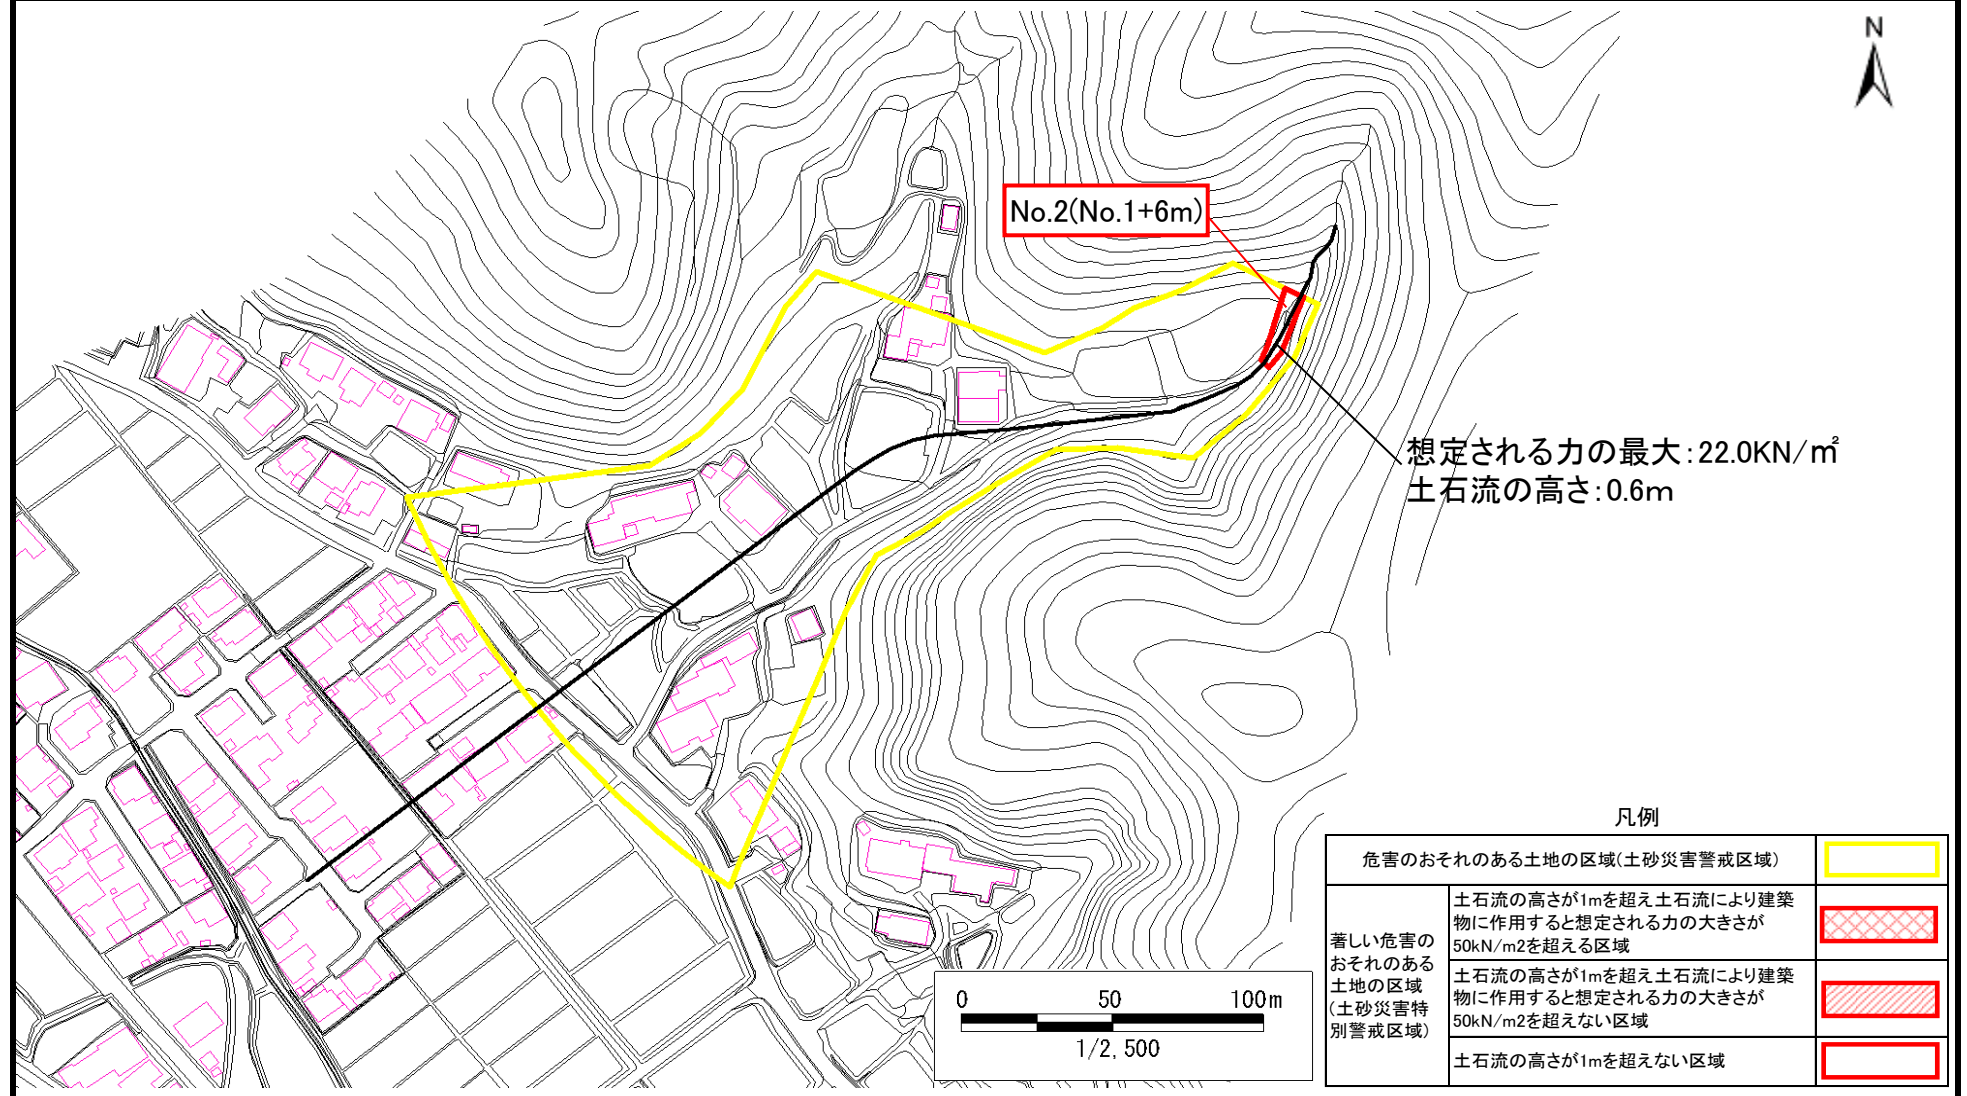 N
No.2(No.1+6m)
想定される力の最大:22.0KN/㎡
土石流の高さ:0.6m
凡例
危害のおそれのある土地の区域(土砂災害警戒区域)
著しい危害の
おそれのある
土地の区域
(土砂災害特
別警戒区域)
土石流の高さが1mを超え土石流により建築
物に作用すると想定される力の大きさが
50kN/m2を超える区域
土石流の高さが1mを超え土石流により建築
物に作用すると想定される力の大きさが
50kN/m2を超えない区域
土石流の高さが1mを超えない区域
0 50 100m
1/2,500